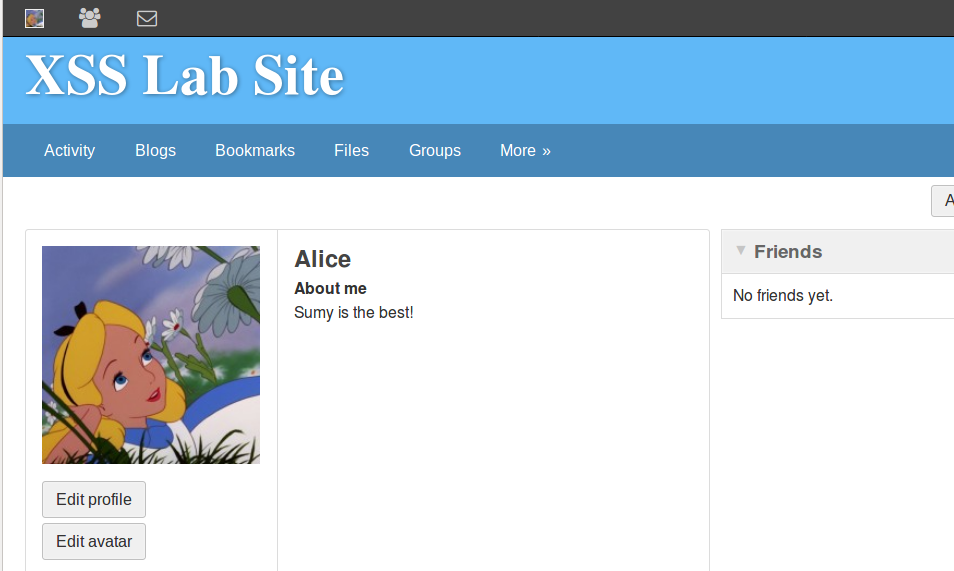 XSS Lab Site
Activity Blogs Bookmarks Files Groups More »
Alice
About me
Sumy is the best!
Edit profile
Edit avatar
Friends
No friends yet.